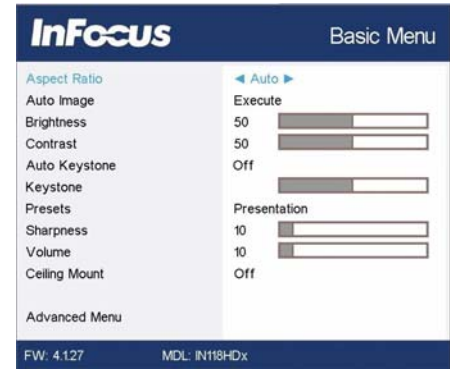 InFocus Basic Menu
Aspect Ratio ◄ Auto ►
Auto Image Execute
Brightness 50
Contrast 50
Auto Keystone Off
Keystone
Presets Presentation
Sharpness 10
Volume 10
Ceiling Mount Off
Advanced Menu
FW: 4.1.27 MDL: IN118HDx